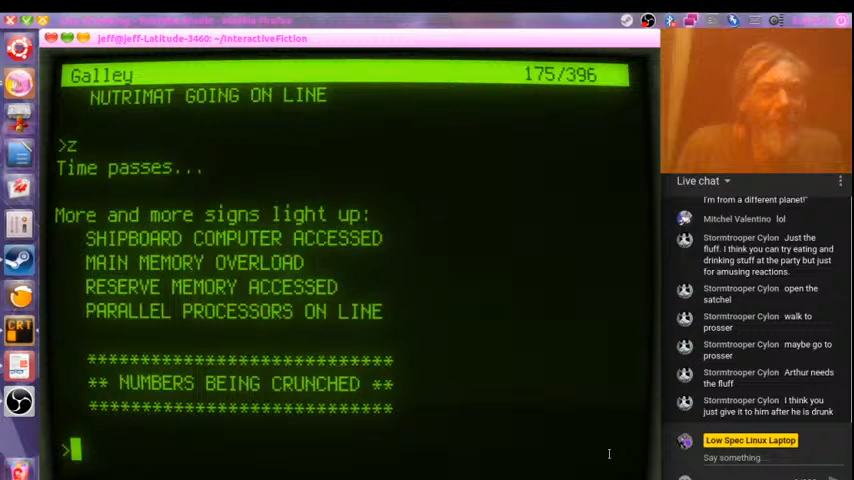 jeff@jeff-Latitude-3460: ~/InteractiveFiction
Galley 175/396
NUTRIMAT GOING ON LINE
>z
Time passes...
More and more signs light up:
SHIPBOARD COMPUTER ACCESSED
MAIN MEMORY OVERLOAD
RESERVE MEMORY ACCESSED
PARALLEL PROCESSORS ON LINE
*****************************
** NUMBERS BEING CRUNCHED **
*****************************
>
CRT
Live chat
I'm from a different planet!"
Mitchel Valentino lol
Stormtrooper Cylon Just the
fluff. I think you can try eating and
drinking stuff at the party but just
for amusing reactions.
Stormtrooper Cylon open the
satchel
Stormtrooper Cylon walk to
prosser
Stormtrooper Cylon maybe go to
prosser
Stormtrooper Cylon Arthur needs
the fluff
Stormtrooper Cylon I think you
just give it to him after he is drunk
Low Spec Linux Laptop
Say something...